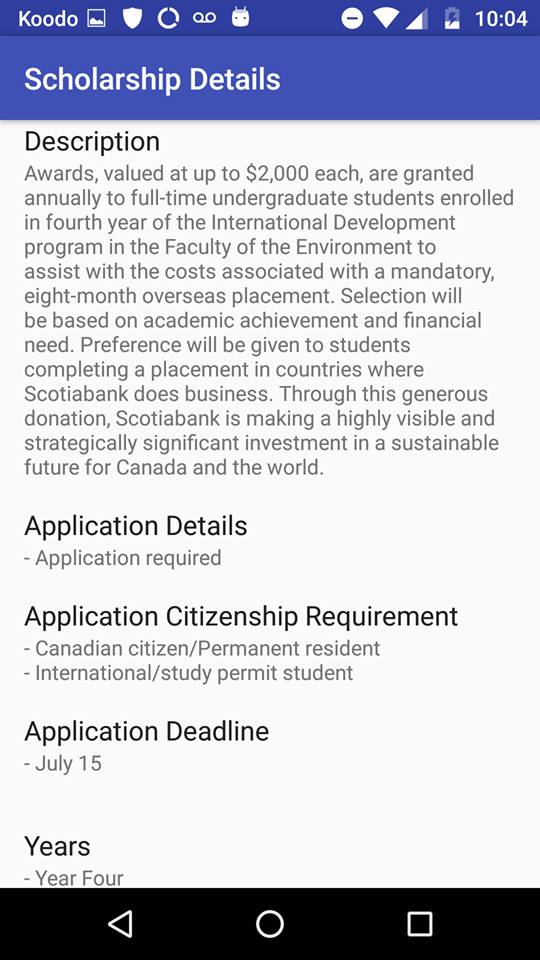 Koodo 10:04
Scholarship Details
Description
Awards, valued at up to $2,000 each, are granted
annually to full-time undergraduate students enrolled
in fourth year of the International Development
program in the Faculty of the Environment to
assist with the costs associated with a mandatory,
eight-month overseas placement. Selection will
be based on academic achievement and financial
need. Preference will be given to students
completing a placement in countries where
Scotiabank does business. Through this generous
donation, Scotiabank is making a highly visible and
strategically significant investment in a sustainable
future for Canada and the world.
Application Details
- Application required
Application Citizenship Requirement
- Canadian citizen/Permanent resident
- International/study permit student
Application Deadline
- July 15
Years
- Year Four